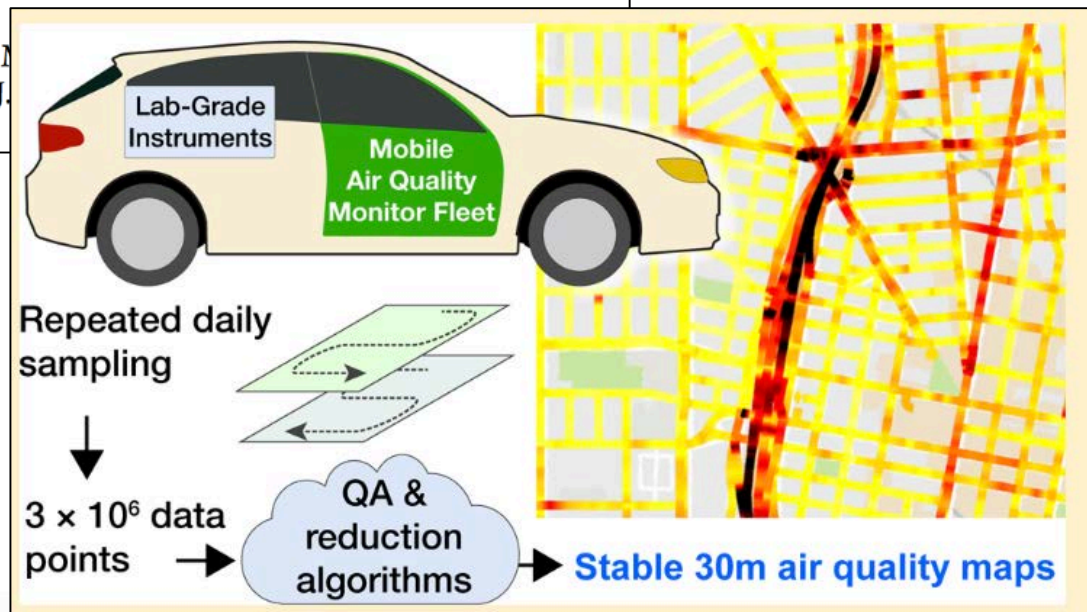 Lab-Grade
Instruments
Mobile
Air Quality
Monitor Fleet
Repeated daily
sampling
3 × 10⁶ data
points
QA &
reduction
algorithms
Stable 30m air quality maps